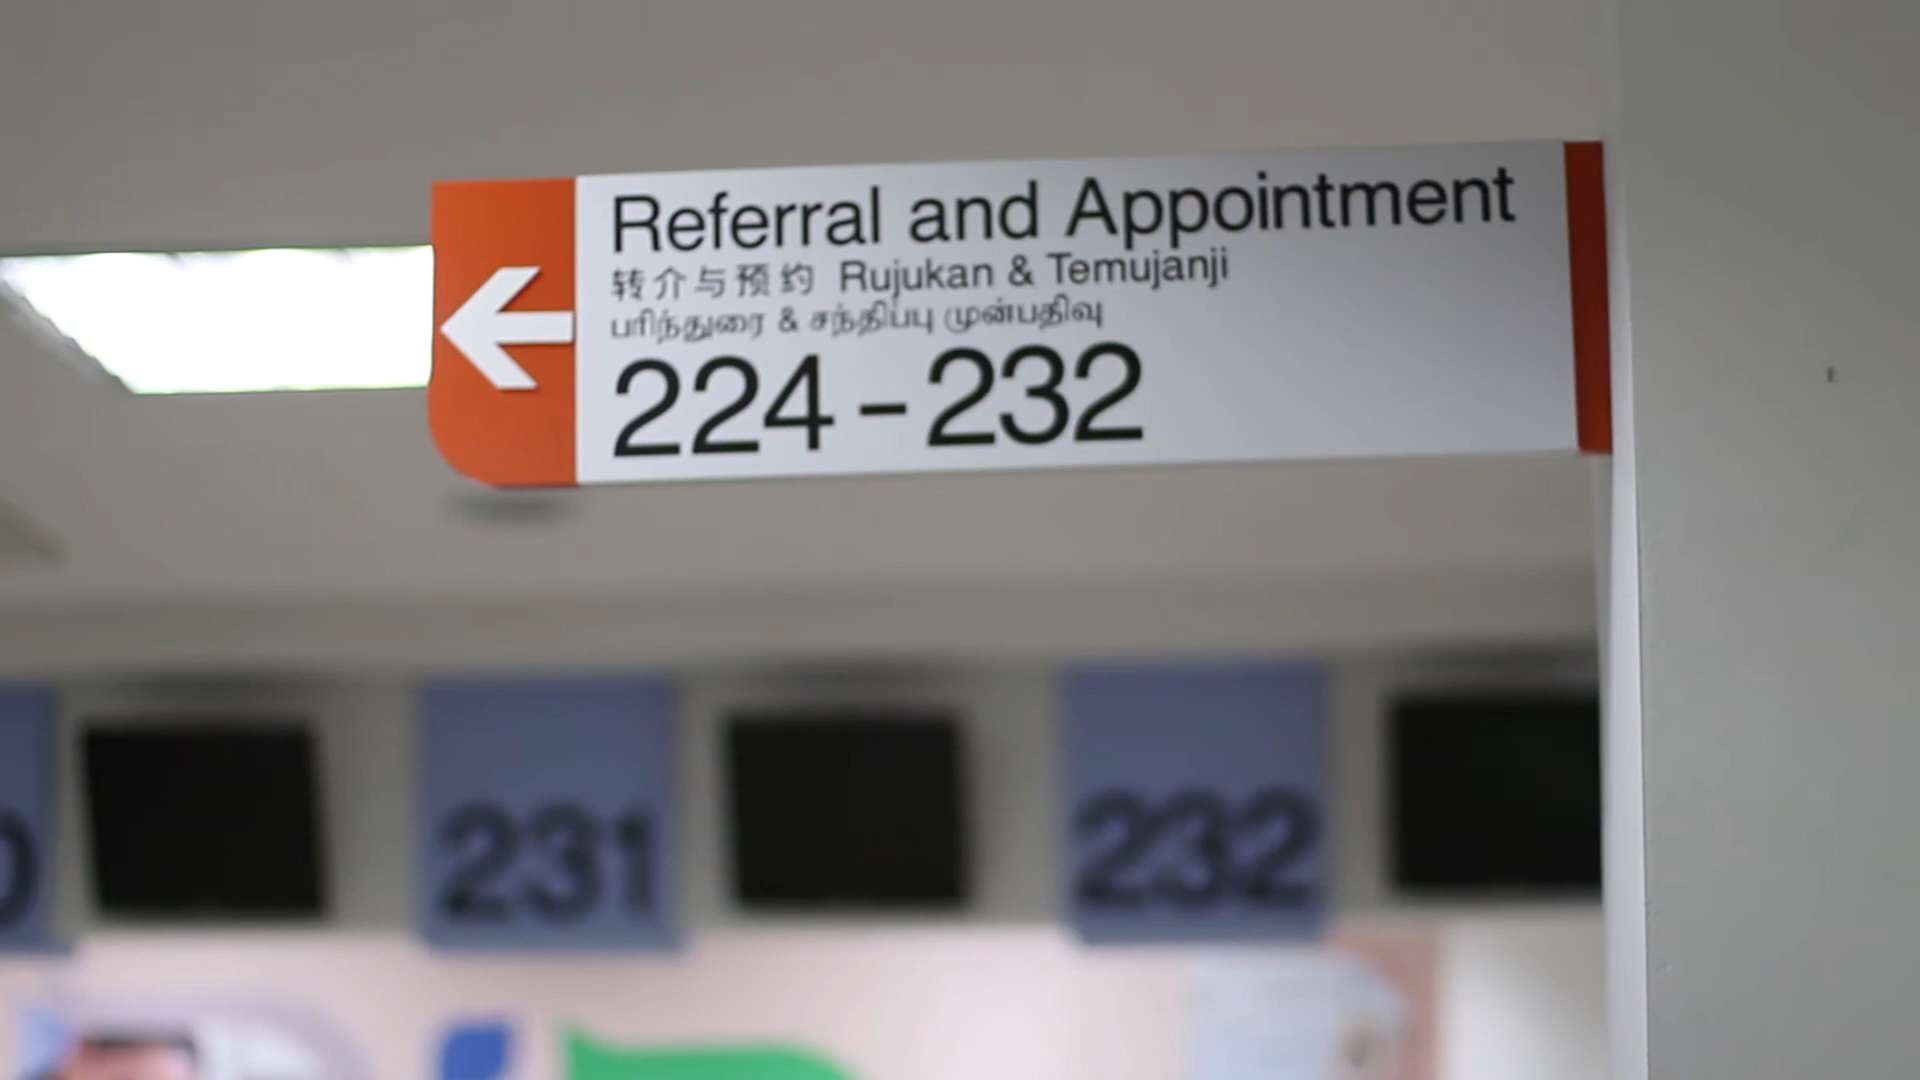 Referral and Appointment
转介与预约 Rujukan & Temujanji
பரிந்துரை & சந்திப்பு முன்பதிவு
224-232
231
232